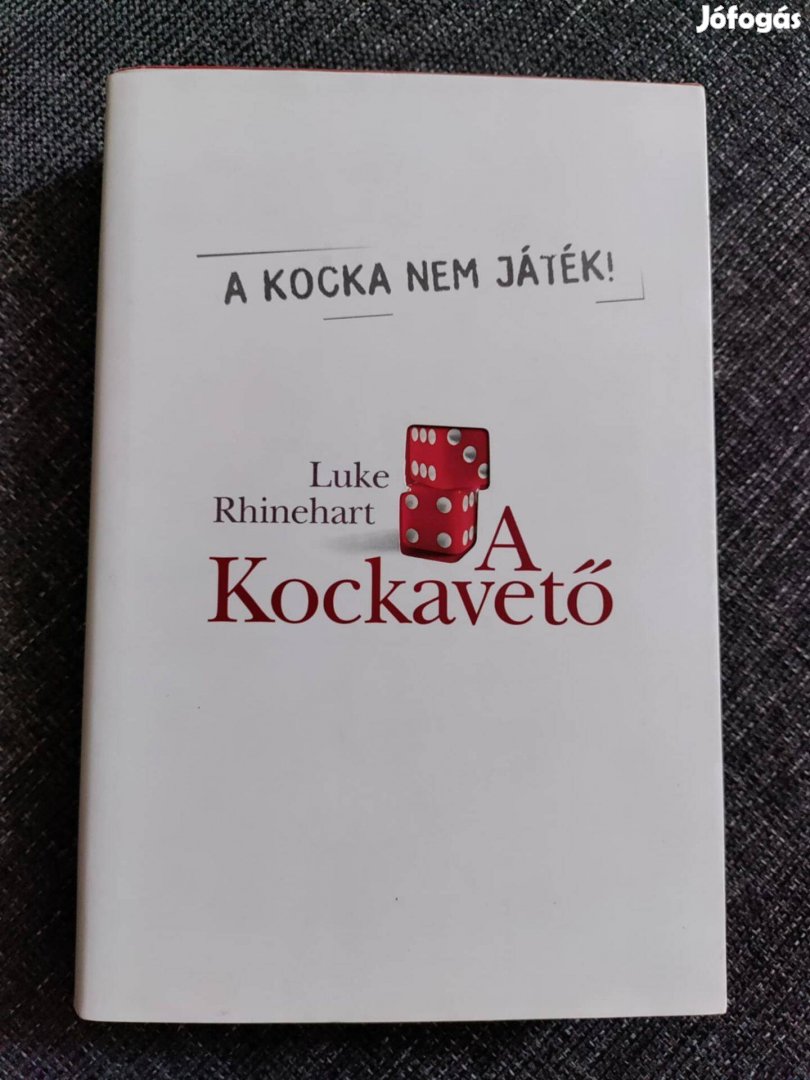 Jófogás
A KOCKA NEM JÁTÉK!
Luke
Rhinehart
A
Kockavető